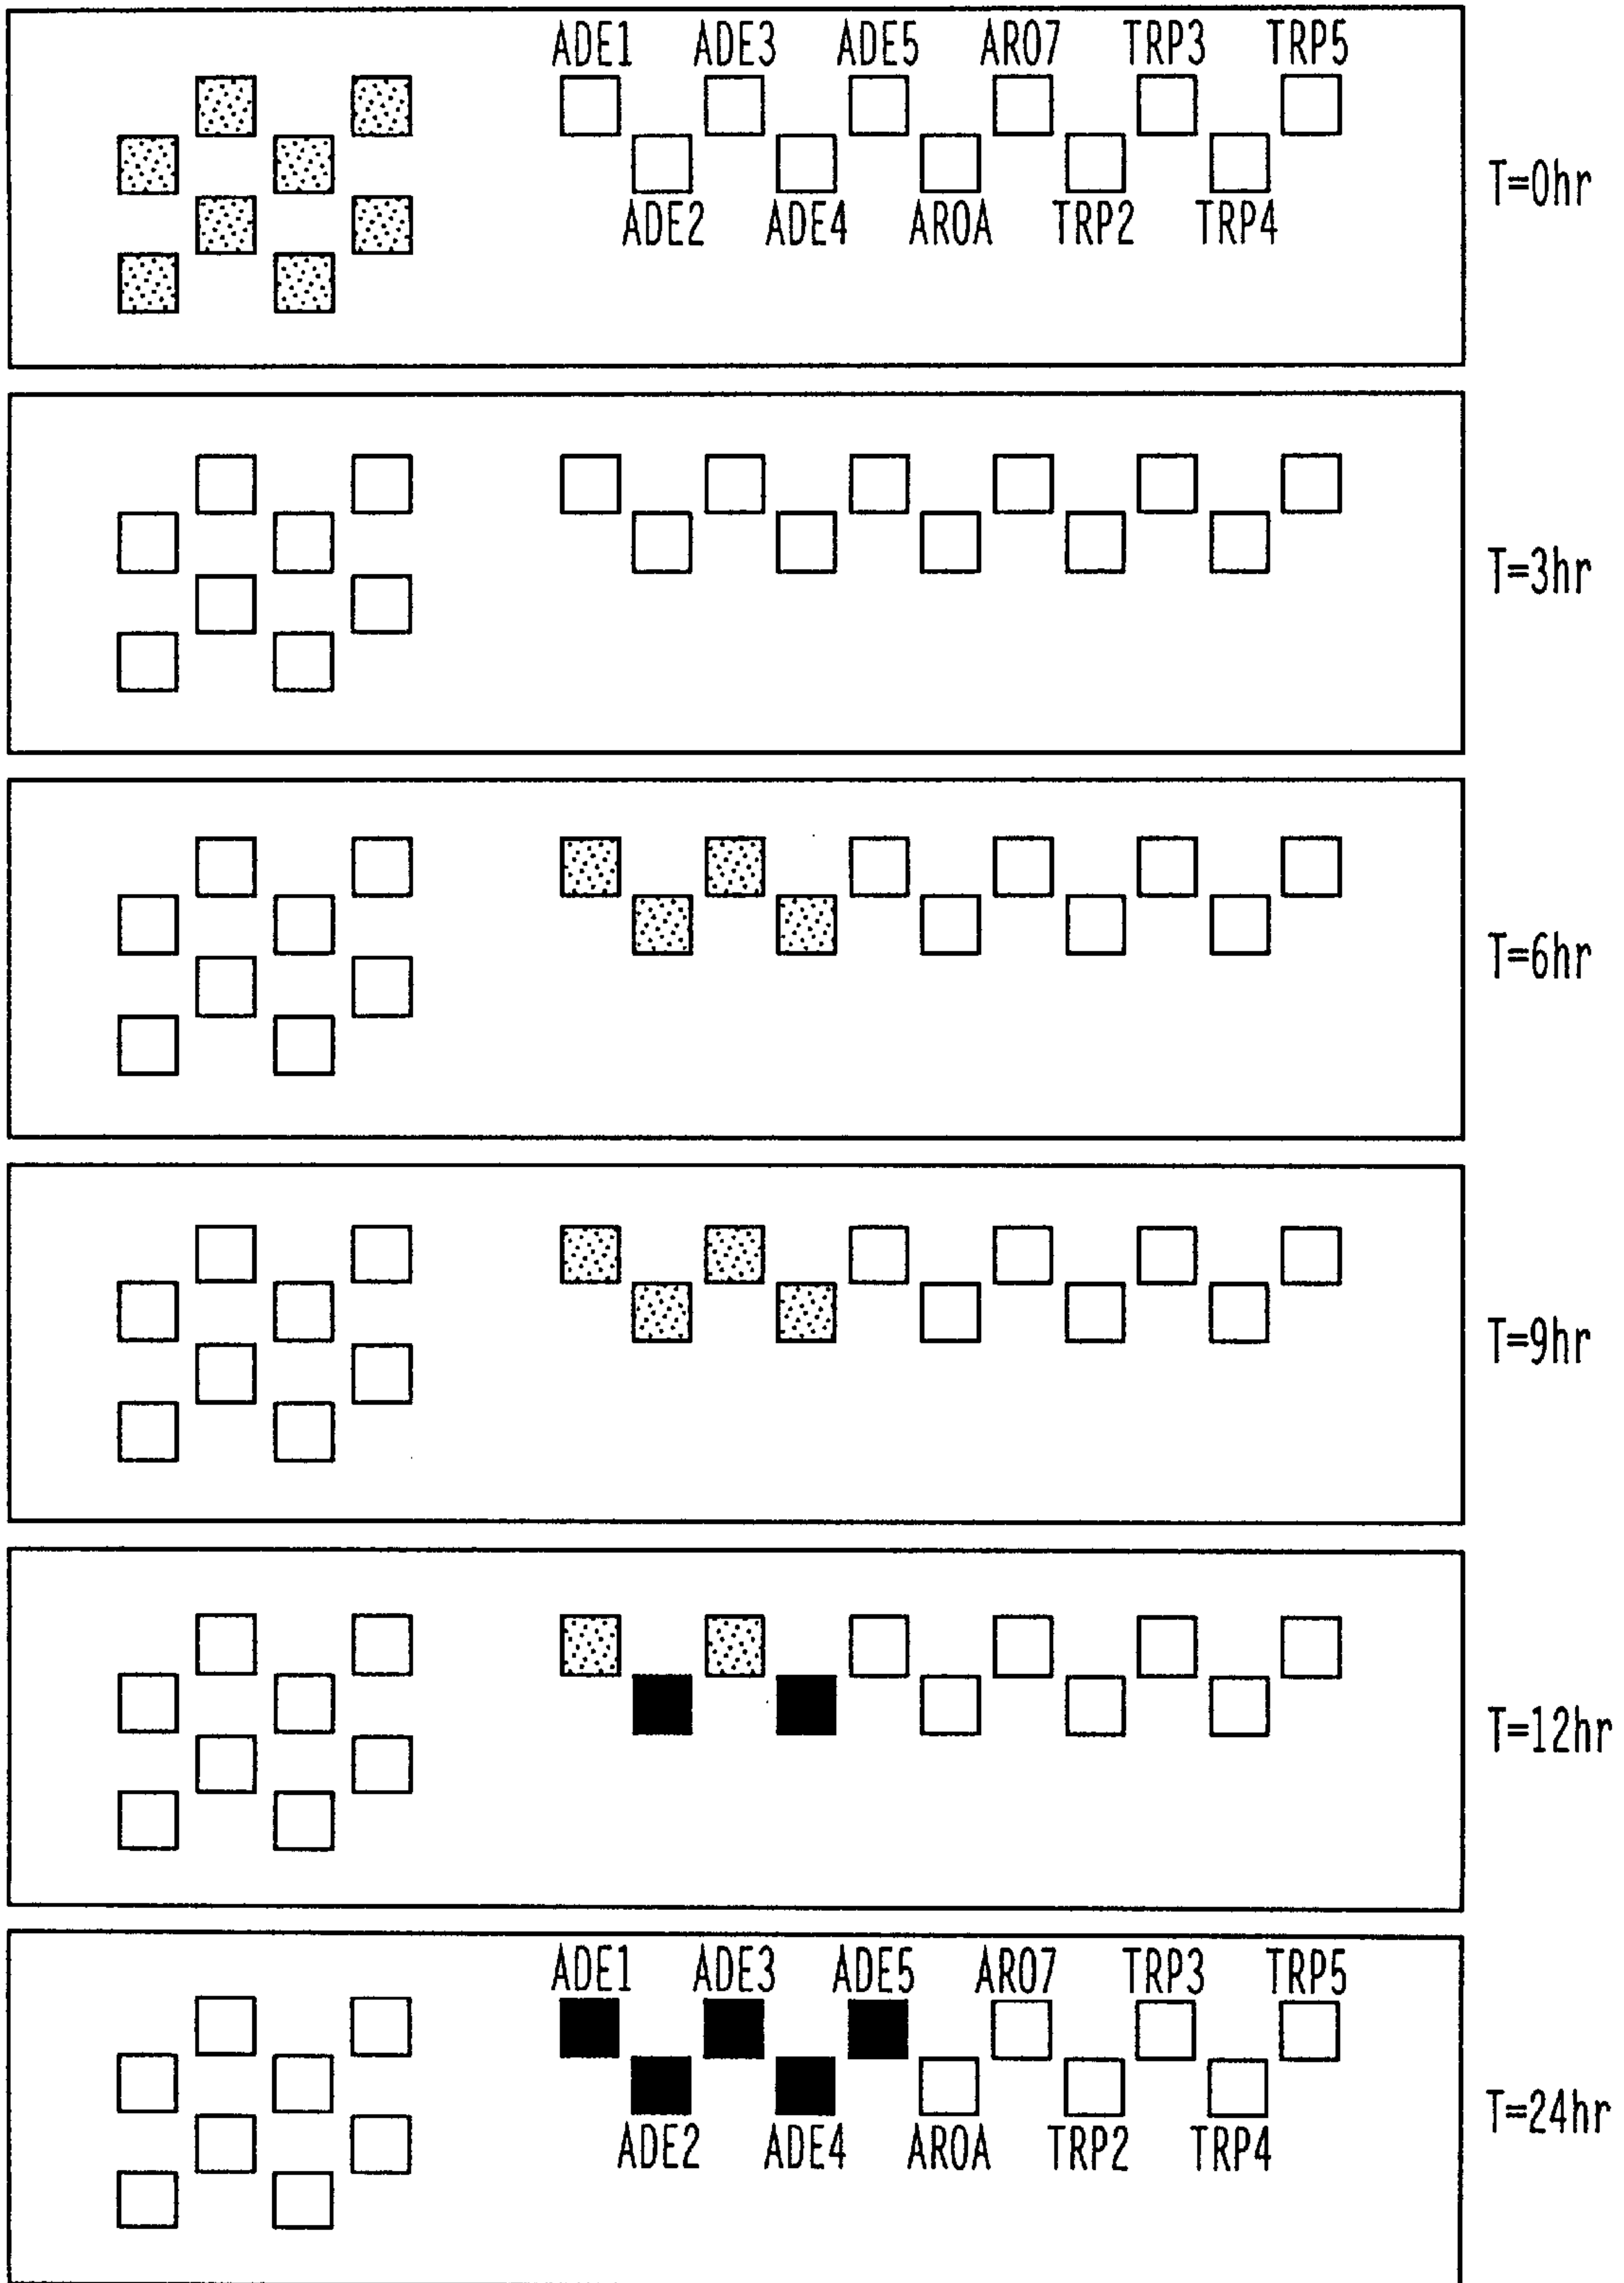 ADE1 ADE3 ADE5 ARO7 TRP3 TRP5
ADE2 ADE4 AROA TRP2 TRP4
T=0hr
T=3hr
T=6hr
T=9hr
T=12hr
ADE1 ADE3 ADE5 ARO7 TRP3 TRP5
ADE2 ADE4 AROA TRP2 TRP4
T=24hr